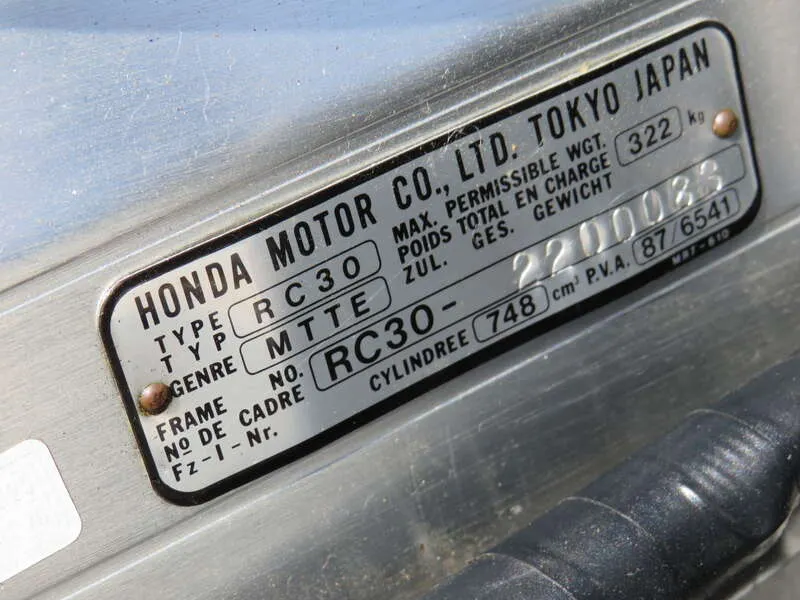 HONDA MOTOR CO., LTD. TOKYO JAPAN
TYPE
TYP
RC30
MAX. PERMISSIBLE WGT.
POIDS TOTAL EN CHARGE
ZUL. GES. GEWICHT
322 kg
GENRE MTTE
FRAME NO.
Nº DE CADRE
Fz-I-Nr.
RC30-
CYLINDREE 748 cm³ P.V.A. 87/6541